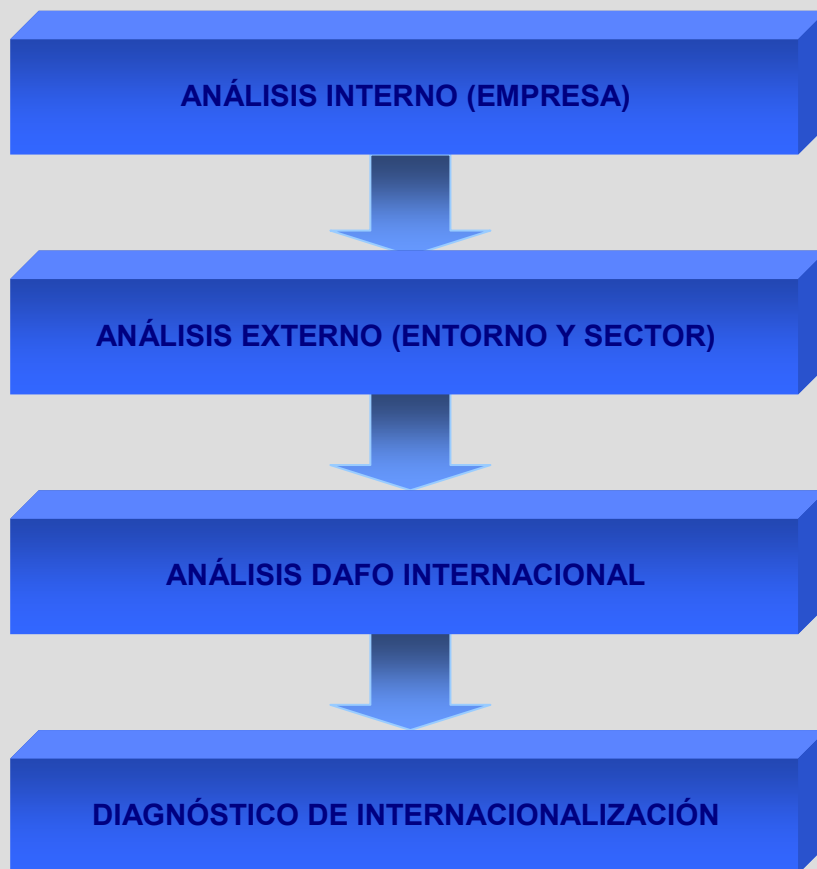 ANÁLISIS INTERNO (EMPRESA)
ANÁLISIS EXTERNO (ENTORNO Y SECTOR)
ANÁLISIS DAFO INTERNACIONAL
DIAGNÓSTICO DE INTERNACIONALIZACIÓN